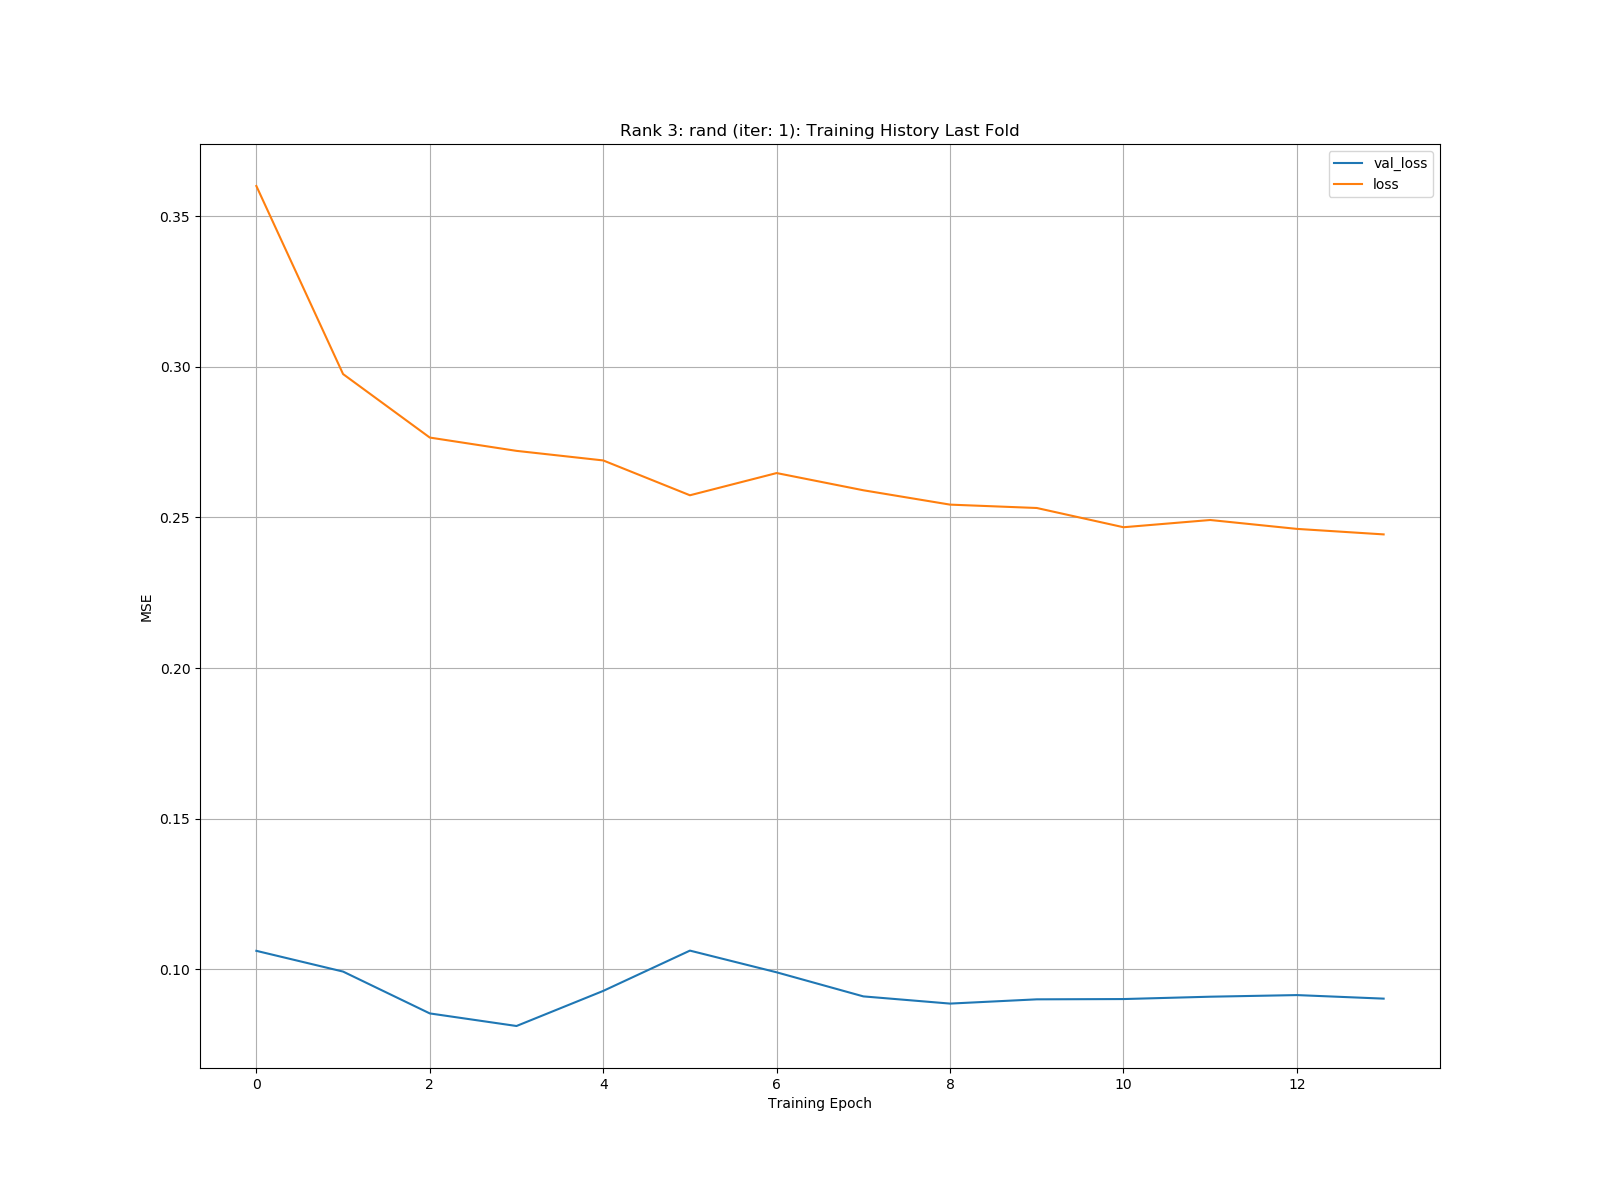 Rank 3: rand (iter: 1): Training History Last Fold
val_loss
loss
0.35
0.30
0.25
0.20
0.15
0.10
MSE
0
2
4
6
8
10
12
Training Epoch